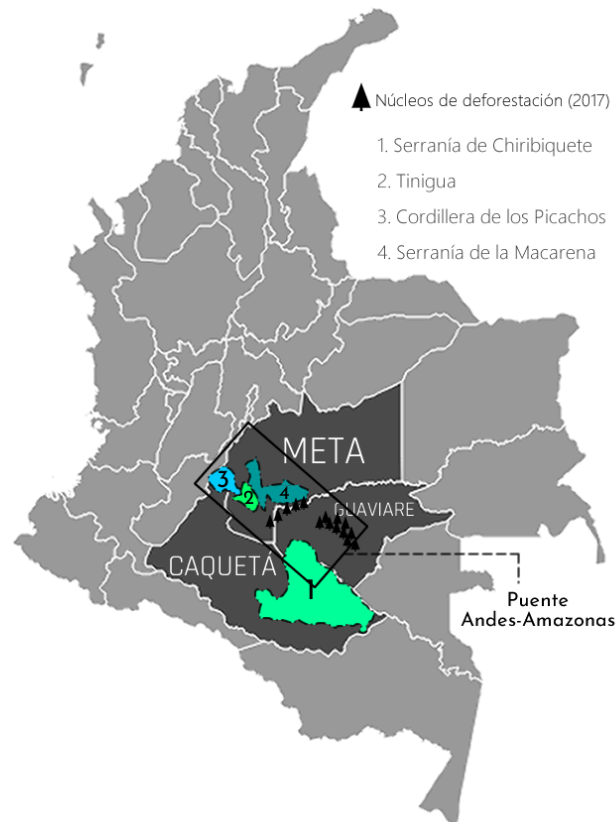 Núcleos de deforestación (2017)
1. Serranía de Chiribiquete
2. Tinigua
3. Cordillera de los Picachos
4. Serranía de la Macarena
META
3
2
4
GUAVIARE
CAQUETÁ
1
Puente
Andes-Amazonas